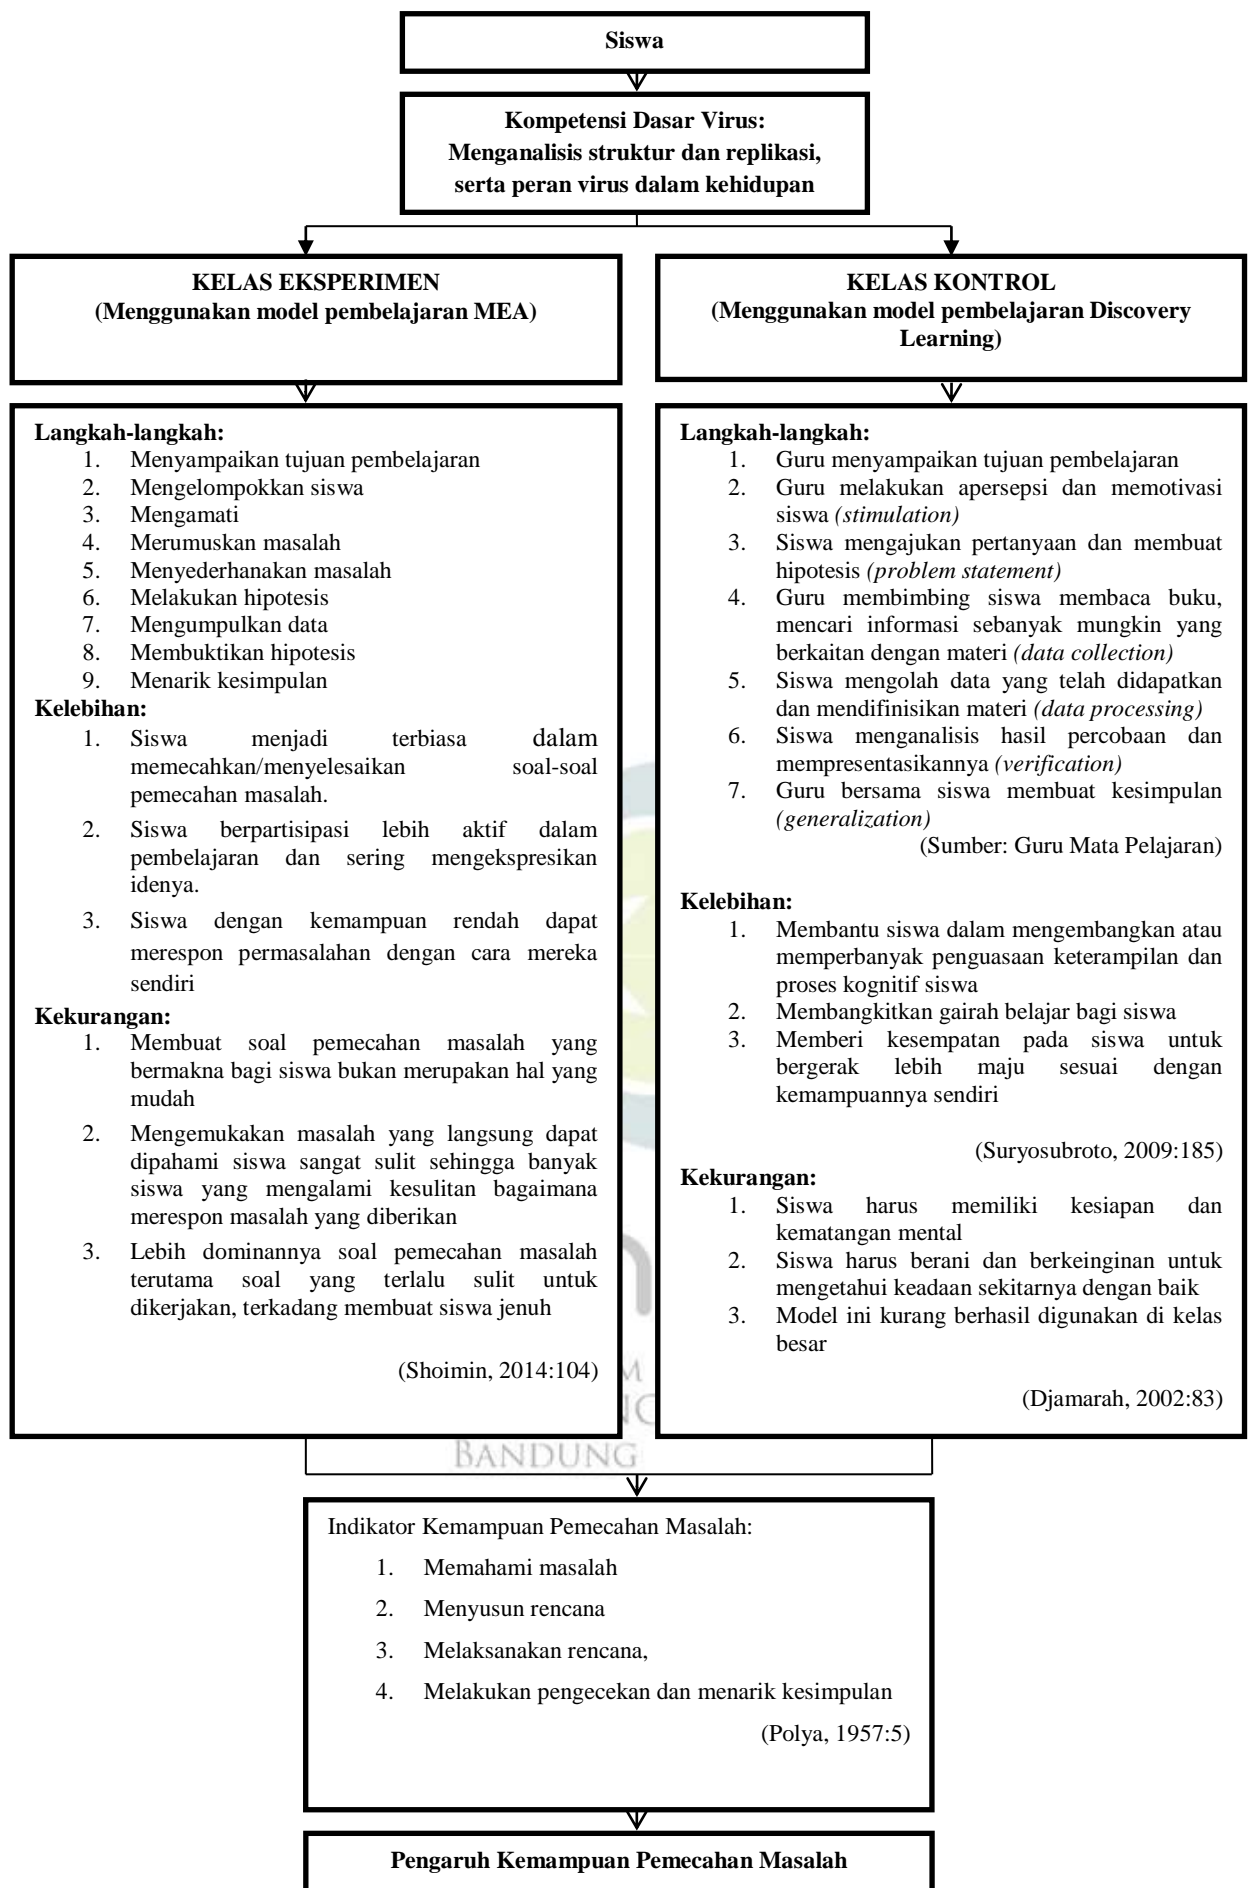 Siswa
Kompetensi Dasar Virus:
Menganalisis struktur dan replikasi,
serta peran virus dalam kehidupan
KELAS EKSPERIMEN
(Menggunakan model pembelajaran MEA)
KELAS KONTROL
(Menggunakan model pembelajaran Discovery
Learning)
Langkah-langkah:
1. Menyampaikan tujuan pembelajaran
2. Mengelompokkan siswa
3. Mengamati
4. Merumuskan masalah
5. Menyederhanakan masalah
6. Melakukan hipotesis
7. Mengumpulkan data
8. Membuktikan hipotesis
9. Menarik kesimpulan
Kelebihan:
1. Siswa menjadi terbiasa dalam
memecahkan/menyelesaikan soal-soal
pemecahan masalah.
2. Siswa berpartisipasi lebih aktif dalam
pembelajaran dan sering mengekspresikan
idenya.
3. Siswa dengan kemampuan rendah dapat
merespon permasalahan dengan cara mereka
sendiri
Kekurangan:
1. Membuat soal pemecahan masalah yang
bermakna bagi siswa bukan merupakan hal yang
mudah
2. Mengemukakan masalah yang langsung dapat
dipahami siswa sangat sulit sehingga banyak
siswa yang mengalami kesulitan bagaimana
merespon masalah yang diberikan
3. Lebih dominannya soal pemecahan masalah
terutama soal yang terlalu sulit untuk
dikerjakan, terkadang membuat siswa jenuh
(Shoimin, 2014:104)
Langkah-langkah:
1. Guru menyampaikan tujuan pembelajaran
2. Guru melakukan apersepsi dan memotivasi
siswa (stimulation)
3. Siswa mengajukan pertanyaan dan membuat
hipotesis (problem statement)
4. Guru membimbing siswa membaca buku,
mencari informasi sebanyak mungkin yang
berkaitan dengan materi (data collection)
5. Siswa mengolah data yang telah didapatkan
dan mendifinisikan materi (data processing)
6. Siswa menganalisis hasil percobaan dan
mempresentasikannya (verification)
7. Guru bersama siswa membuat kesimpulan
(generalization)
(Sumber: Guru Mata Pelajaran)
Kelebihan:
1. Membantu siswa dalam mengembangkan atau
memperbanyak penguasaan keterampilan dan
proses kognitif siswa
2. Membangkitkan gairah belajar bagi siswa
3. Memberi kesempatan pada siswa untuk
bergerak lebih maju sesuai dengan
kemampuannya sendiri
(Suryosubroto, 2009:185)
Kekurangan:
1. Siswa harus memiliki kesiapan dan
kematangan mental
2. Siswa harus berani dan berkeinginan untuk
mengetahui keadaan sekitarnya dengan baik
3. Model ini kurang berhasil digunakan di kelas
besar
(Djamarah, 2002:83)
BANDUNG
Indikator Kemampuan Pemecahan Masalah:
1. Memahami masalah
2. Menyusun rencana
3. Melaksanakan rencana,
4. Melakukan pengecekan dan menarik kesimpulan
(Polya, 1957:5)
Pengaruh Kemampuan Pemecahan Masalah